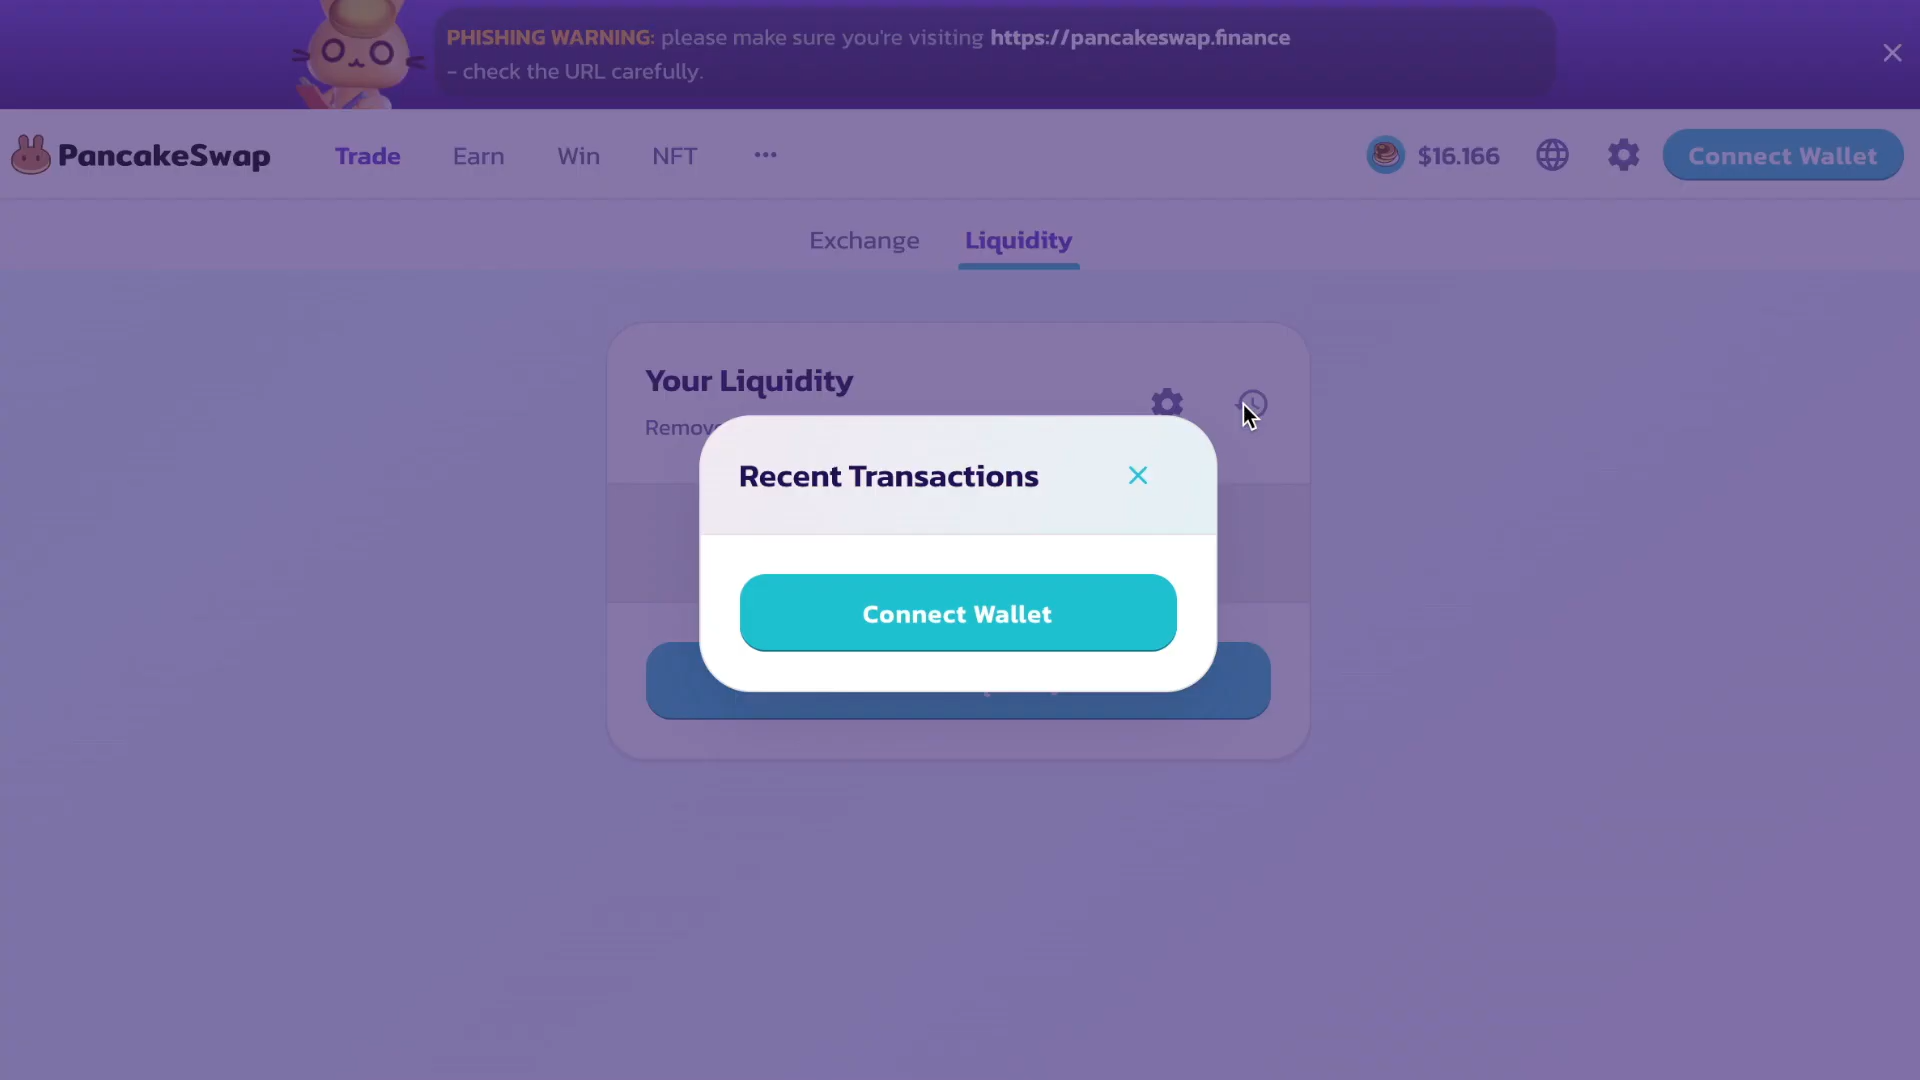 PHISHING WARNING: please make sure you're visiting https://pancakeswap.finance
- check the URL carefully.
PancakeSwap
Trade
Earn
Win
NFT
$16.166
Connect Wallet
Exchange
Liquidity
Your Liquidity
Recent Transactions
Connect Wallet